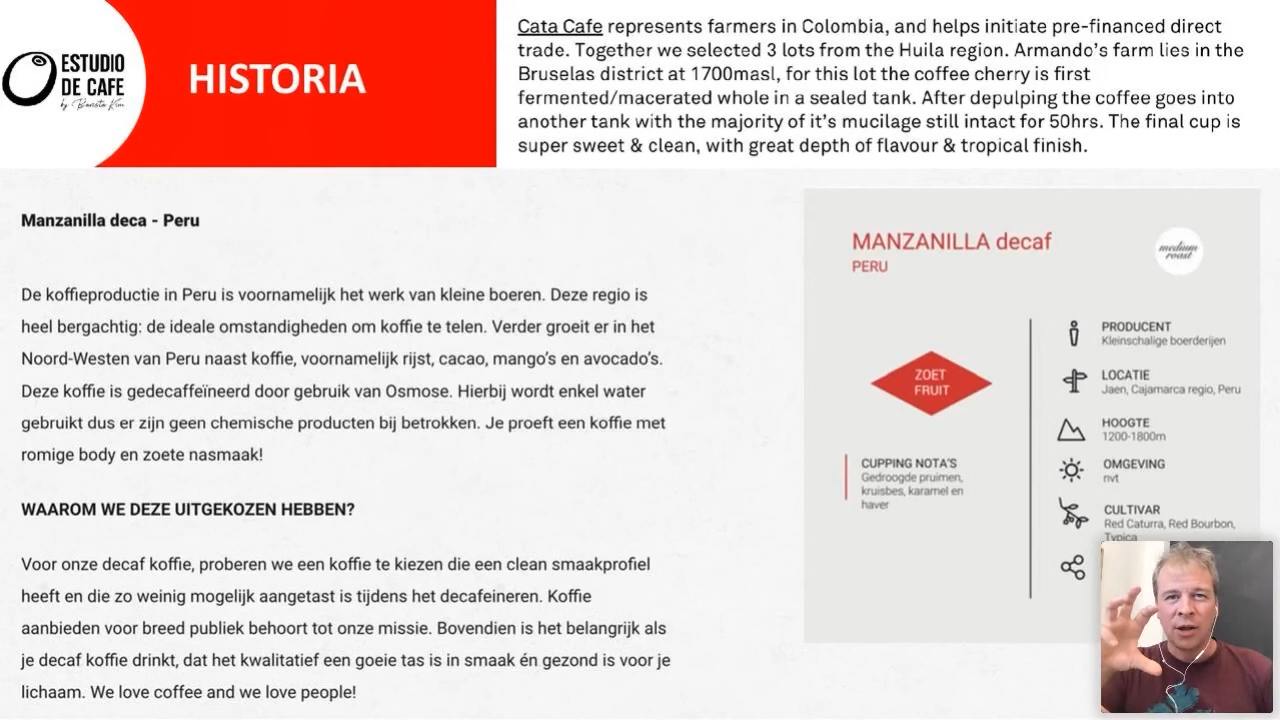 ESTUDIO
DE CAFE
by Barista Kim
HISTORIA
Cata Cafe represents farmers in Colombia, and helps initiate pre-financed direct
trade. Together we selected 3 lots from the Huila region. Armando's farm lies in the
Bruselas district at 1700masl, for this lot the coffee cherry is first
fermented/macerated whole in a sealed tank. After depulping the coffee goes into
another tank with the majority of it's mucilage still intact for 50hrs. The final cup is
super sweet & clean, with great depth of flavour & tropical finish.
Manzanilla deca - Peru
De koffieproductie in Peru is voornamelijk het werk van kleine boeren. Deze regio is
heel bergachtig: de ideale omstandigheden om koffie te telen. Verder groeit er in het
Noord-Westen van Peru naast koffie, voornamelijk rijst, cacao, mango's en avocado's.
Deze koffie is gedecaffeïneerd door gebruik van Osmose. Hierbij wordt enkel water
gebruikt dus er zijn geen chemische producten bij betrokken. Je proeft een koffie met
romige body en zoete nasmaak!
WAAROM WE DEZE UITGEKOZEN HEBBEN?
Voor onze decaf koffie, proberen we een koffie te kiezen die een clean smaakprofiel
heeft en die zo weinig mogelijk aangetast is tijdens het decafeineren. Koffie
aanbieden voor breed publiek behoort tot onze missie. Bovendien is het belangrijk als
je decaf koffie drinkt, dat het kwalitatief een goeie tas is in smaak én gezond is voor je
lichaam. We love coffee and we love people!
MANZANILLA decaf
PERU
medium
roast
ZOET
FRUIT
CUPPING NOTA'S
Gedroogde pruimen,
kruisbes, karamel en
haver
PRODUCENT
Kleinschalige boerderijen
LOCATIE
Jaen, Cajamarca regio, Peru
HOOGTE
1200-1800m
OMGEVING
nvt
CULTIVAR
Red Caturra, Red Bourbon,
Typica